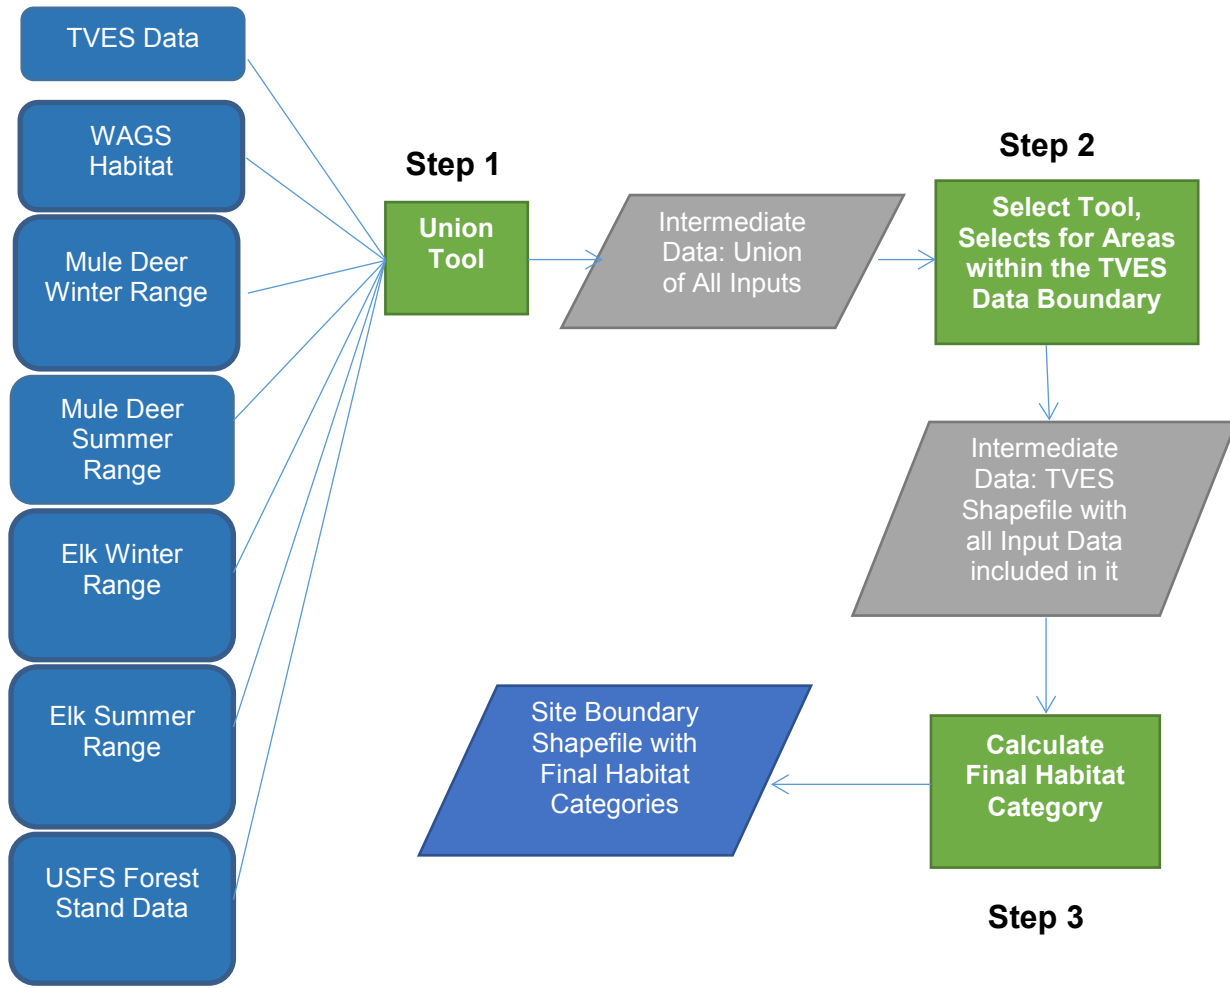 TVES Data
WAGS
Habitat
Mule Deer
Winter Range
Mule Deer
Summer
Range
Elk Winter
Range
Elk Summer
Range
USFS Forest
Stand Data
Step 1
Union
Tool
Intermediate
Data: Union
of All Inputs
Step 2
Select Tool,
Selects for Areas
within the TVES
Data Boundary
Intermediate
Data: TVES
Shapefile with
all Input Data
included in it
Calculate
Final Habitat
Category
Step 3
Site Boundary
Shapefile with
Final Habitat
Categories